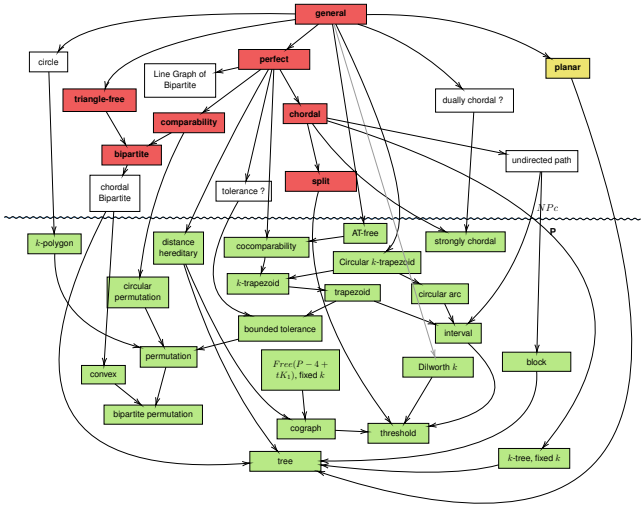 general
circle
perfect
planar
Line Graph of
Bipartite
triangle-free
dually chordal ?
comparability
chordal
bipartite
undirected path
chordal
Bipartite
tolerance ?
split
NPc
P
k-polygon
distance
hereditary
cocomparability
AT-free
strongly chordal
Circular k-trapezoid
k-trapezoid
circular
permutation
trapezoid
circular arc
bounded tolerance
interval
permutation
Free(P − 4 +
tK₁), fixed k
Dilworth k
block
convex
bipartite permutation
cograph
threshold
tree
k-tree, fixed k